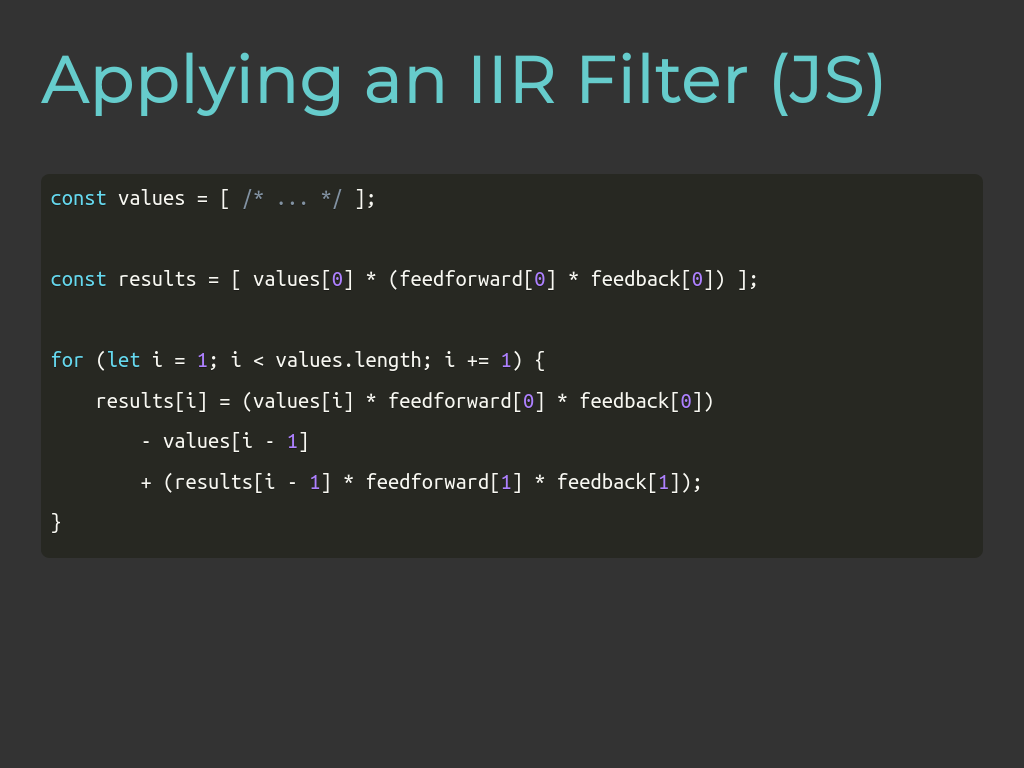 Applying an IIR Filter (JS)
const values = [ /* ... */ ];
const results = [ values[0] * (feedforward[0] * feedback[0]) ];
for (let i = 1; i < values.length; i += 1) {
    results[i] = (values[i] * feedforward[0] * feedback[0])
        - values[i - 1]
        + (results[i - 1] * feedforward[1] * feedback[1]);
}